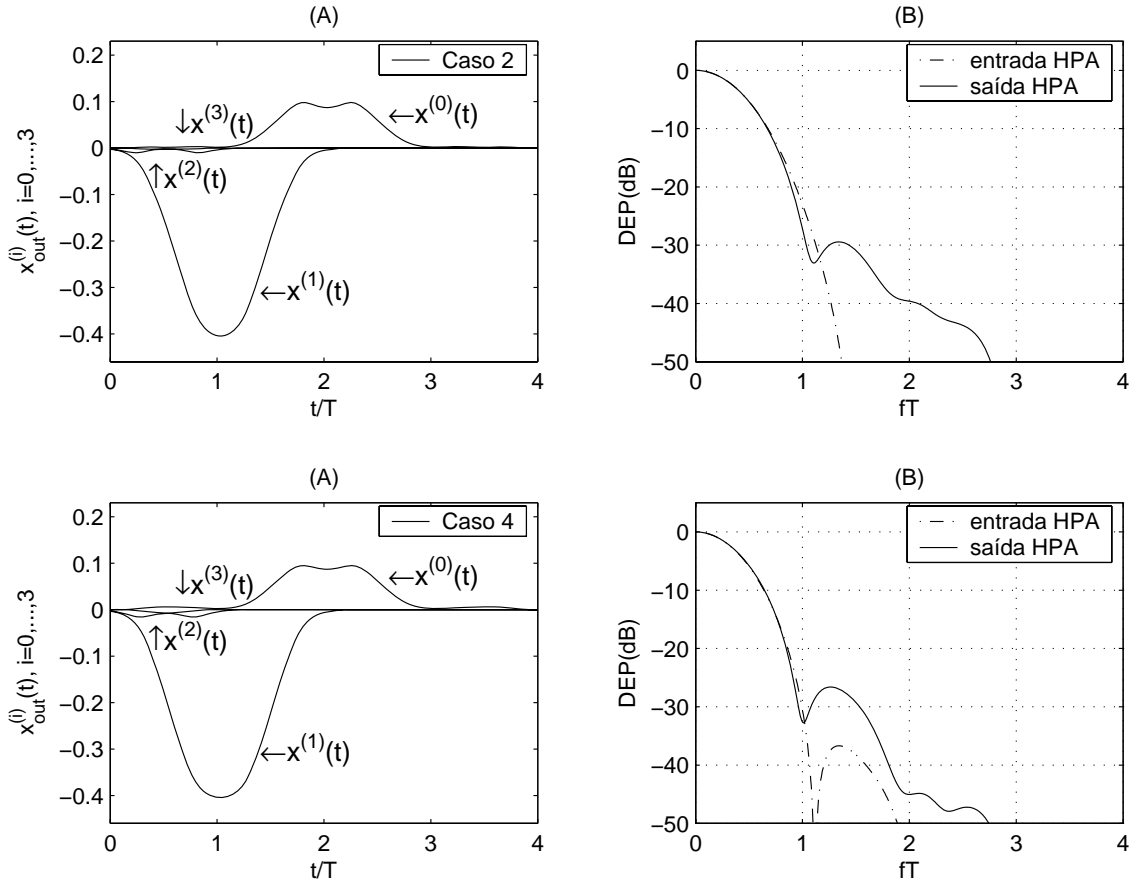 (A)
Caso 2
0.2
0.1
0
−0.1
−0.2
−0.3
−0.4
x(i)out(t), i=0,...,3
↓x(3)(t)
←x(0)(t)
↑x(2)(t)
←x(1)(t)
0 1 2 3 4
t/T
(B)
entrada HPA
saída HPA
0
−10
−20
−30
−40
−50
DEP(dB)
0 1 2 3 4
fT
(A)
Caso 4
0.2
0.1
0
−0.1
−0.2
−0.3
−0.4
x(i)out(t), i=0,...,3
↓x(3)(t)
←x(0)(t)
↑x(2)(t)
←x(1)(t)
0 1 2 3 4
t/T
(B)
entrada HPA
saída HPA
0
−10
−20
−30
−40
−50
DEP(dB)
0 1 2 3 4
fT